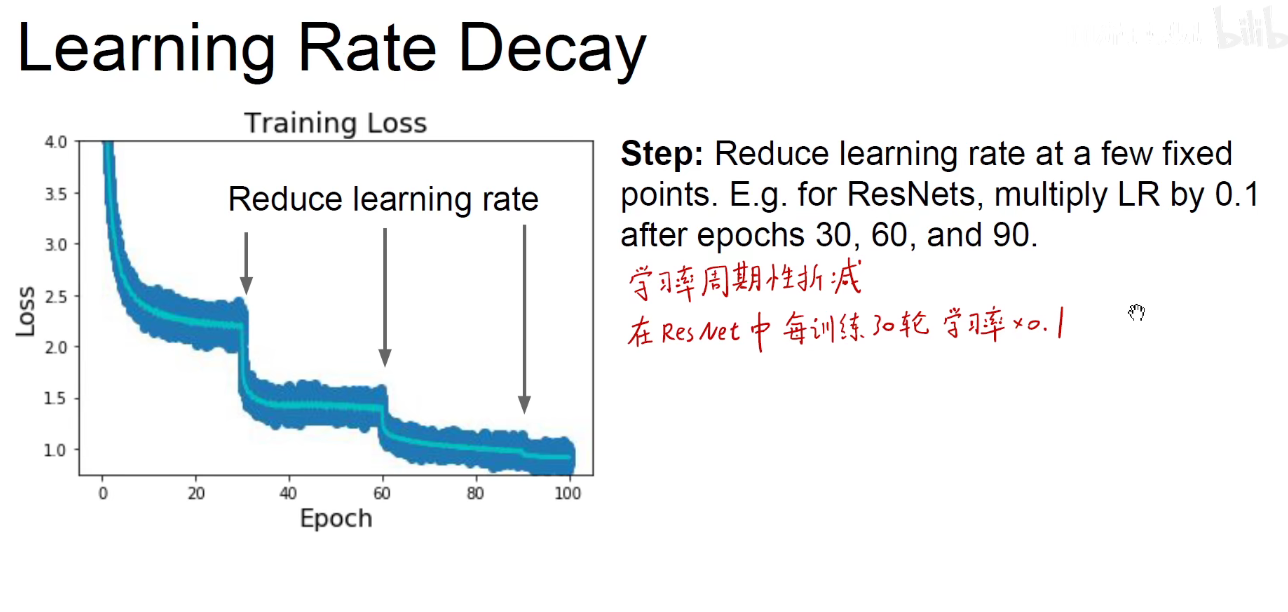 Learning Rate Decay
bilib
Training Loss
4.0
3.5
3.0
2.5
2.0
1.5
1.0
Loss
0 20 40 60 80 100
Epoch
Reduce learning rate
Step: Reduce learning rate at a few fixed
points. E.g. for ResNets, multiply LR by 0.1
after epochs 30, 60, and 90.
学习率周期性折减
在ResNet中 每训练30轮 学习率×0.1